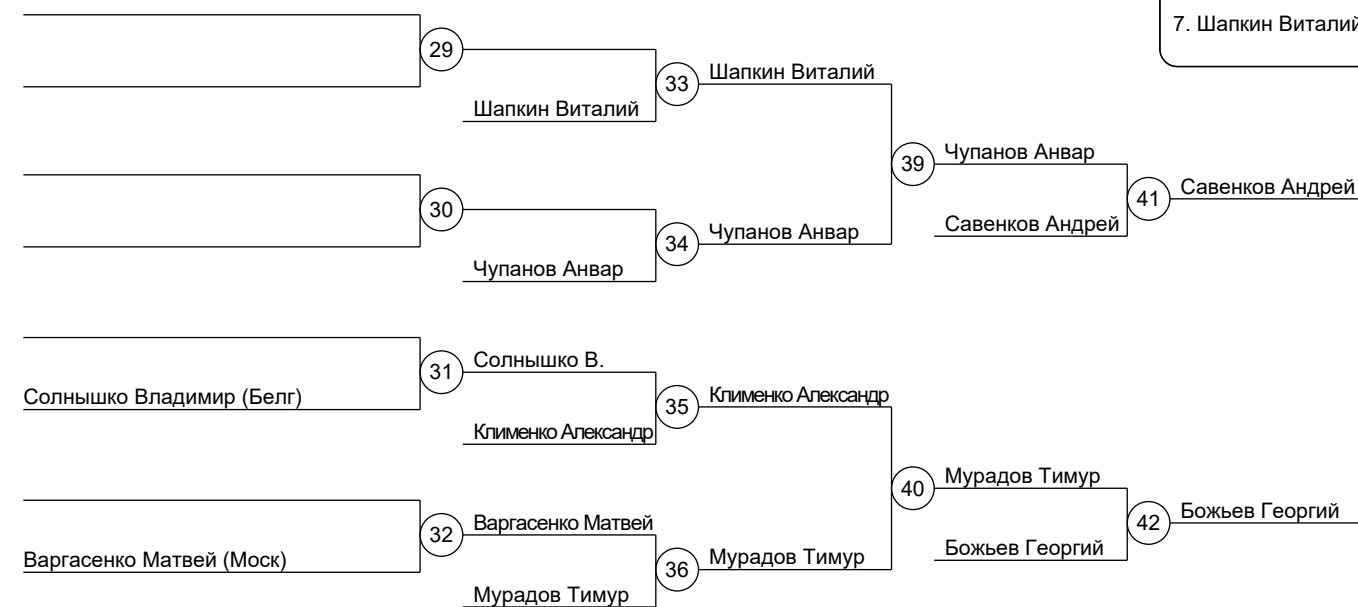 7. Шапкин Виталий
29
33
Шапкин Виталий
Шапкин Виталий
39
Чупанов Анвар
41
Савенков Андрей
30
34
Чупанов Анвар
Савенков Андрей
Чупанов Анвар
31
Солнышко В.
Солнышко Владимир (Белг)
35
Клименко Александр
Клименко Александр
40
Мурадов Тимур
42
Божьев Георгий
32
Варгасенко Матвей
Варгасенко Матвей (Моск)
36
Мурадов Тимур
Божьев Георгий
Мурадов Тимур